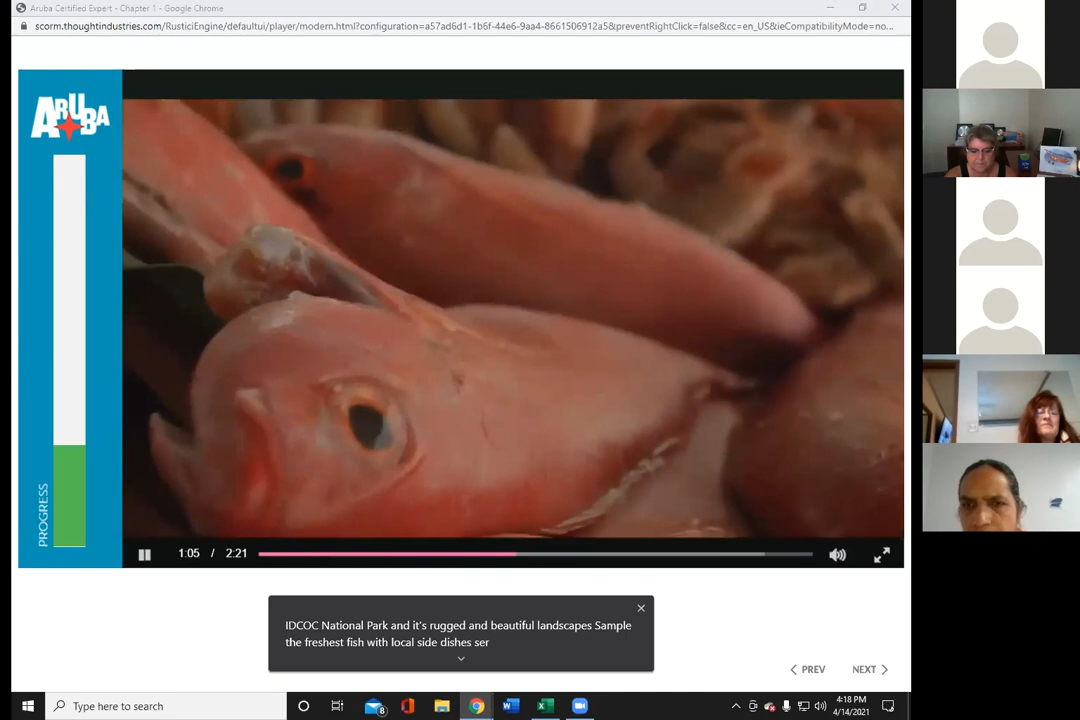 Aruba Certified Expert - Chapter 1 - Google Chrome
scorm.thoughtindustries.com/RusticiEngine/defaultui/player/modern.html?configuration=a57ad6d1-1b6f-44e6-9aa4-8661506912a5&preventRightClick=false&cc=en_US&ieCompatibilityMode=no...
ARUBA
PROGRESS
1:05 / 2:21
IDCOC National Park and it's rugged and beautiful landscapes Sample
the freshest fish with local side dishes ser
PREV
NEXT
Type here to search
8
4:18 PM
4/14/2021